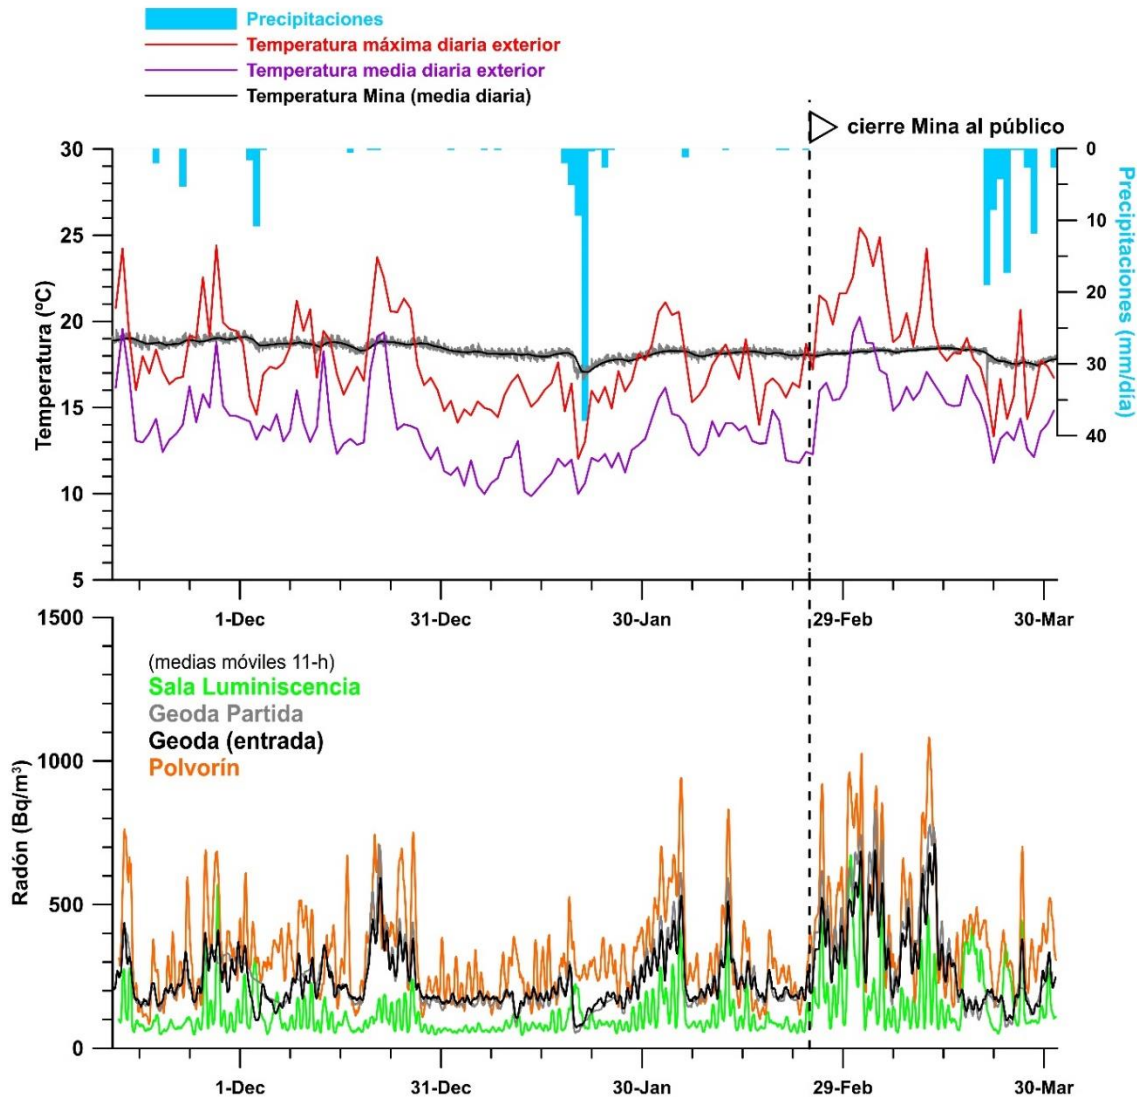 Precipitaciones
Temperatura máxima diaria exterior
Temperatura media diaria exterior
Temperatura Mina (media diaria)
cierre Mina al público
30
25
20
15
10
5
Temperatura (ºC)
0
10
20
30
40
Precipitaciones (mm/día)
1-Dec
31-Dec
30-Jan
29-Feb
30-Mar
1500
1000
500
0
Radón (Bq/m³)
(medias móviles 11-h)
Sala Luminiscencia
Geoda Partida
Geoda (entrada)
Polvorín
1-Dec
31-Dec
30-Jan
29-Feb
30-Mar